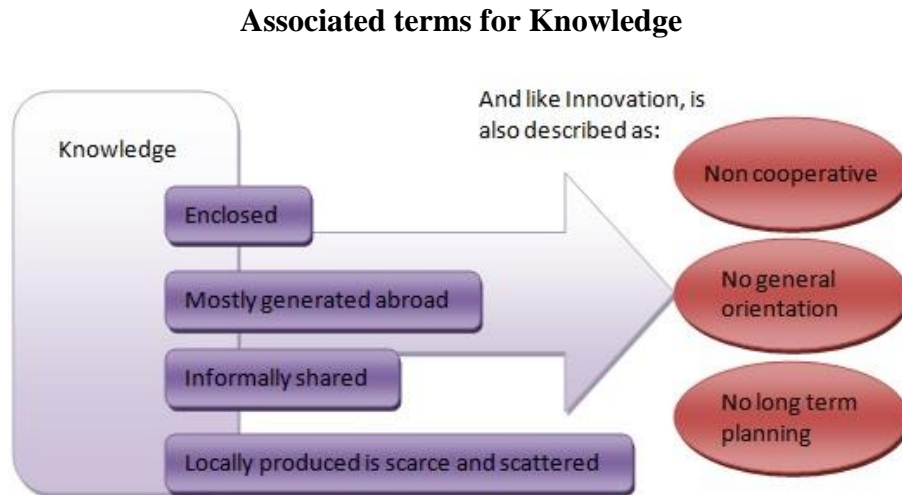 Associated terms for Knowledge
And like Innovation, is
also described as:
Knowledge
Enclosed
Mostly generated abroad
Informally shared
Locally produced is scarce and scattered
Non cooperative
No general
orientation
No long term
planning